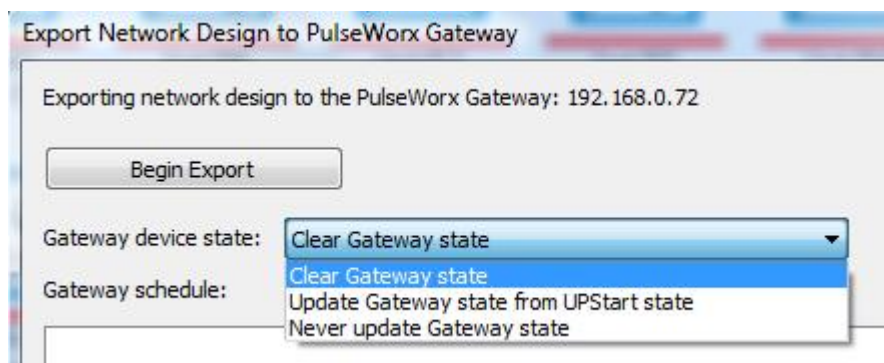 Export Network Design to PulseWorx Gateway
Exporting network design to the PulseWorx Gateway: 192.168.0.72
Begin Export
Gateway device state: Clear Gateway state
Clear Gateway state
Gateway schedule:
Update Gateway state from UPStart state
Never update Gateway state